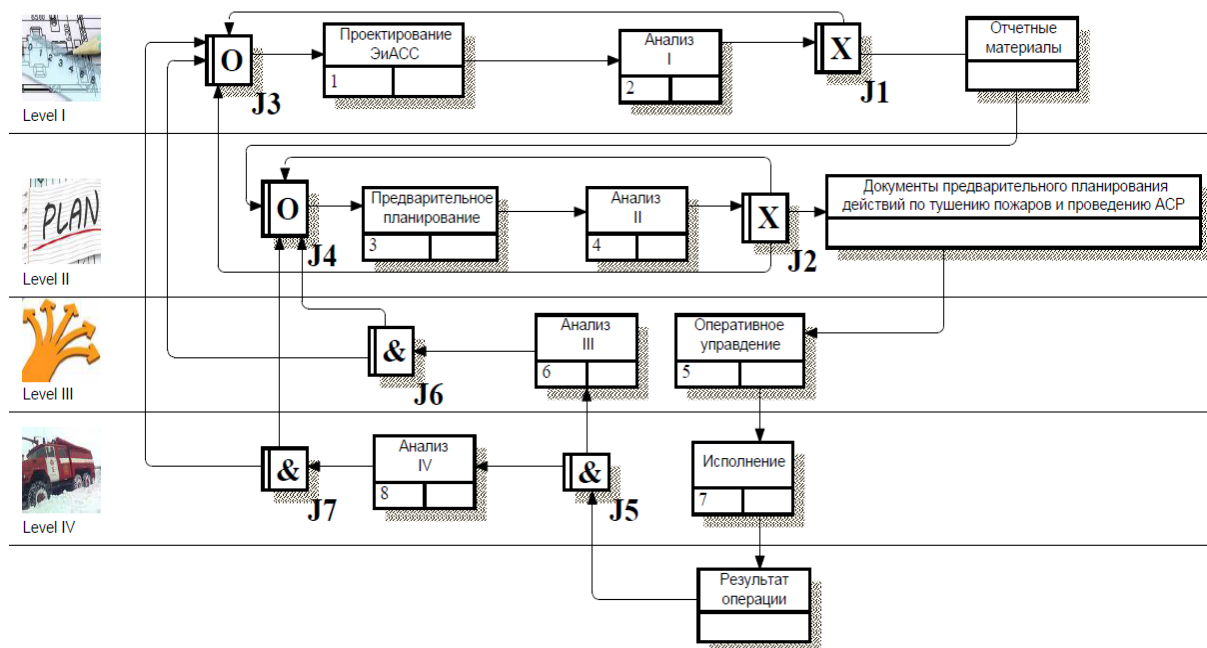 Проектирование
ЭиАСС
1
Анализ
I
2
Отчетные
материалы
O
J3
X
J1
Level I
PLAN
O
J4
Предварительное
планирование
3
Анализ
II
4
X
J2
Документы предварительного планирования
действий по тушению пожаров и проведению АСР
Level II
&
J6
Анализ
III
6
Оперативное
управдение
5
Level III
&
J7
Анализ
IV
8
&
J5
Исполнение
7
Level IV
Результат
операции